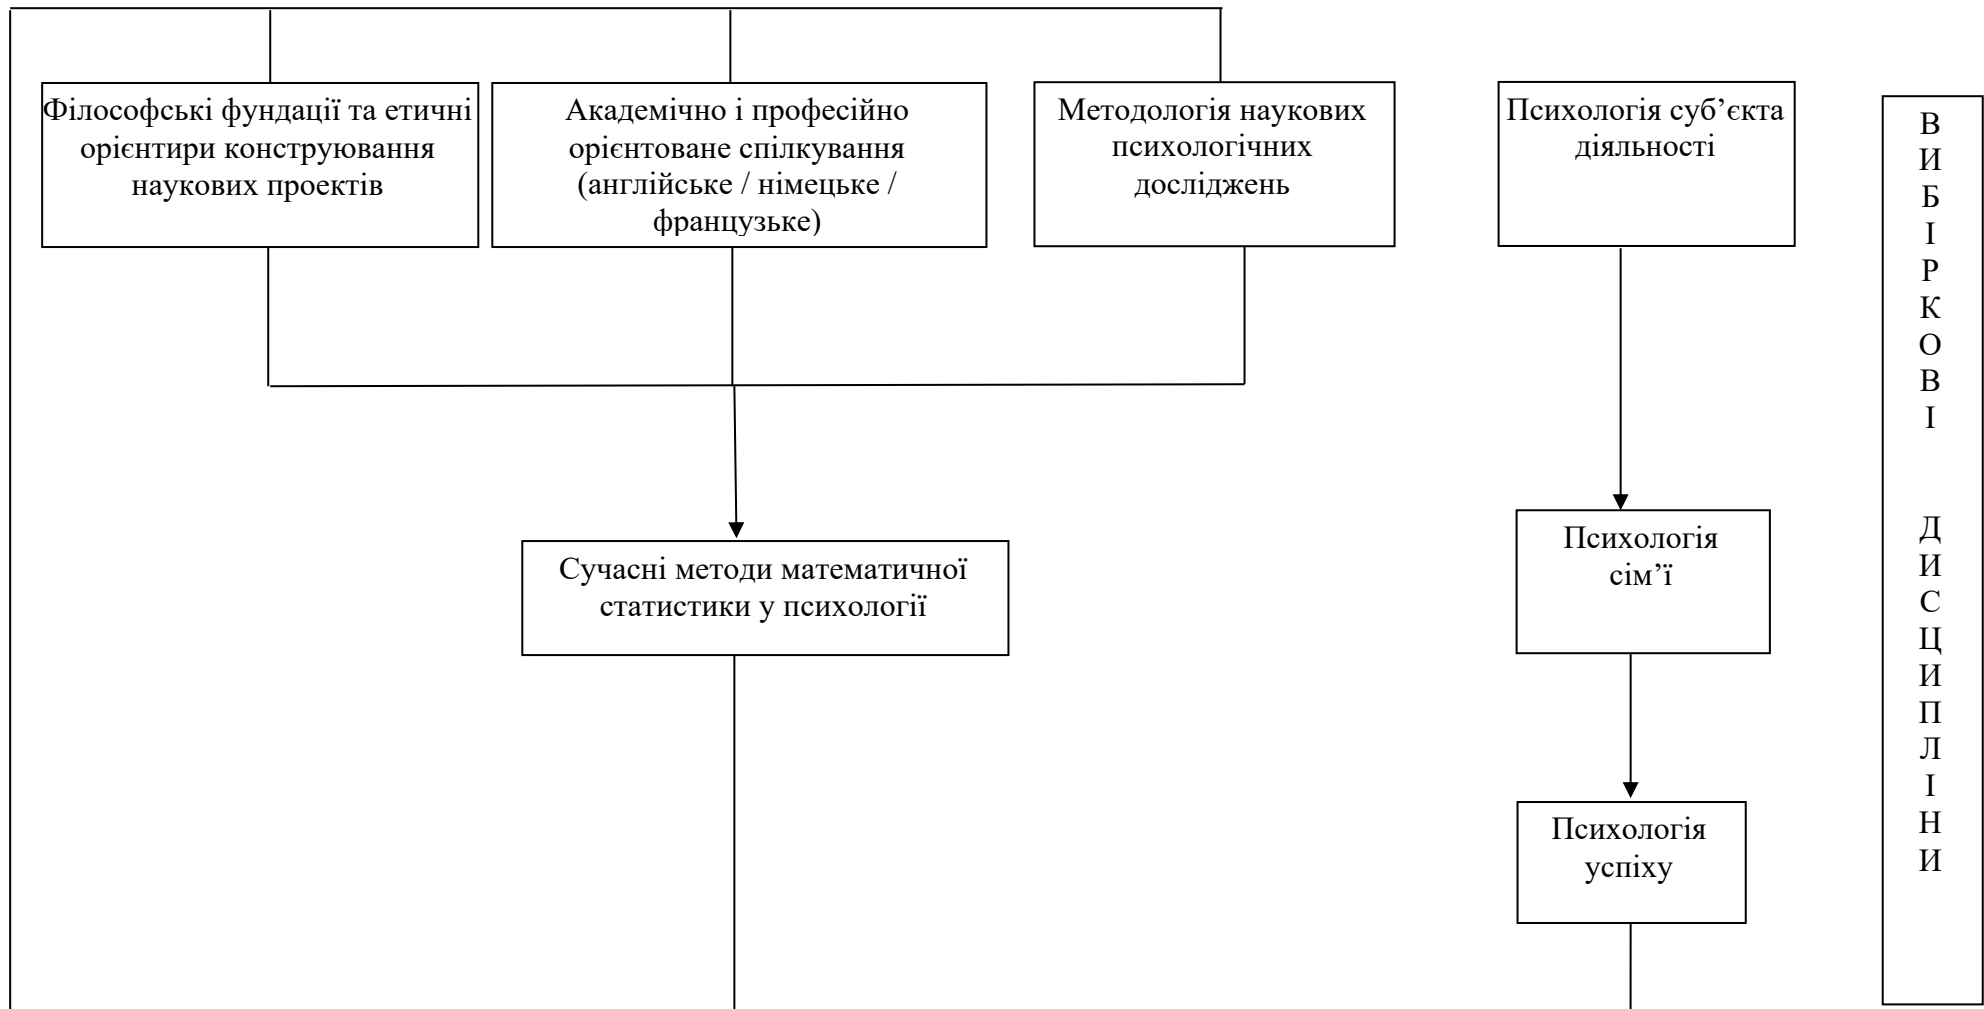 Філософські фундації та етичні
орієнтири конструювання
наукових проектів
Академічно і професійно
орієнтоване спілкування
(англійське / німецьке /
французьке)
Методологія наукових
психологічних
досліджень
Психологія суб’єкта
діяльності
Сучасні методи математичної
статистики у психології
Психологія
сім’ї
Психологія
успіху
В
И
Б
І
Р
К
О
В
І
Д
И
С
Ц
И
П
Л
І
Н
И